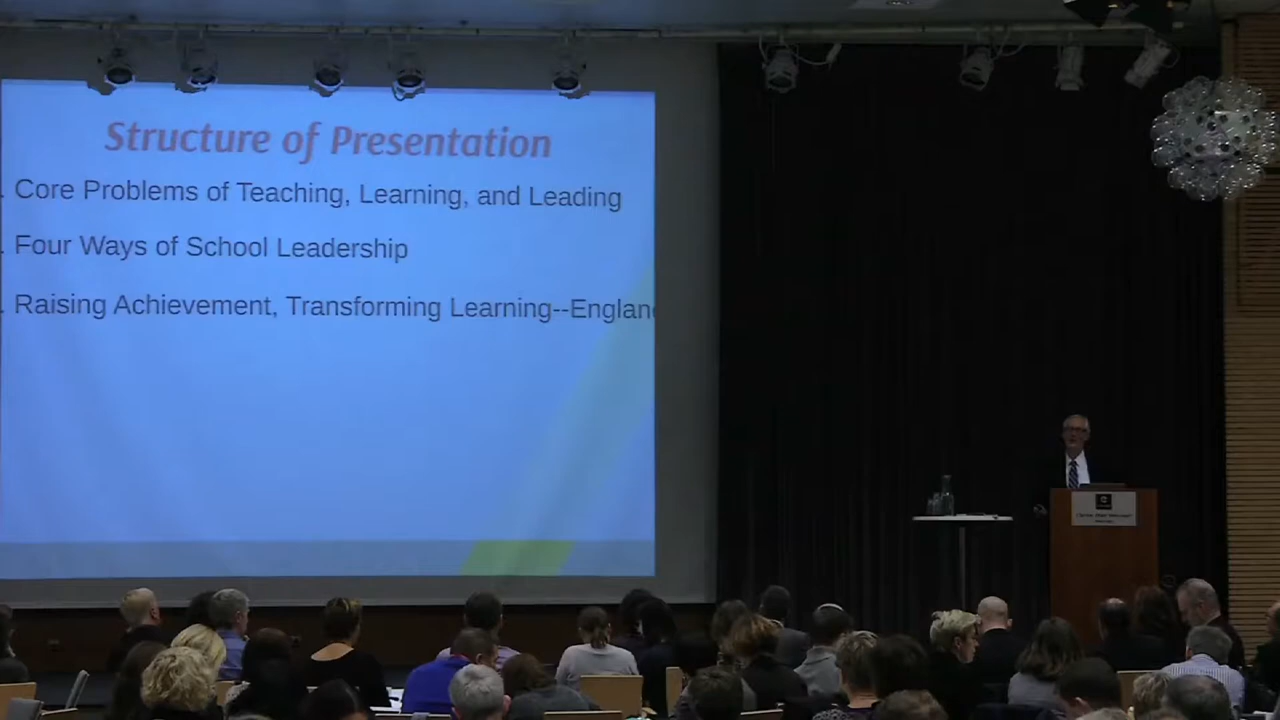 Structure of Presentation
. Core Problems of Teaching, Learning, and Leading
. Four Ways of School Leadership
. Raising Achievement, Transforming Learning--Englan